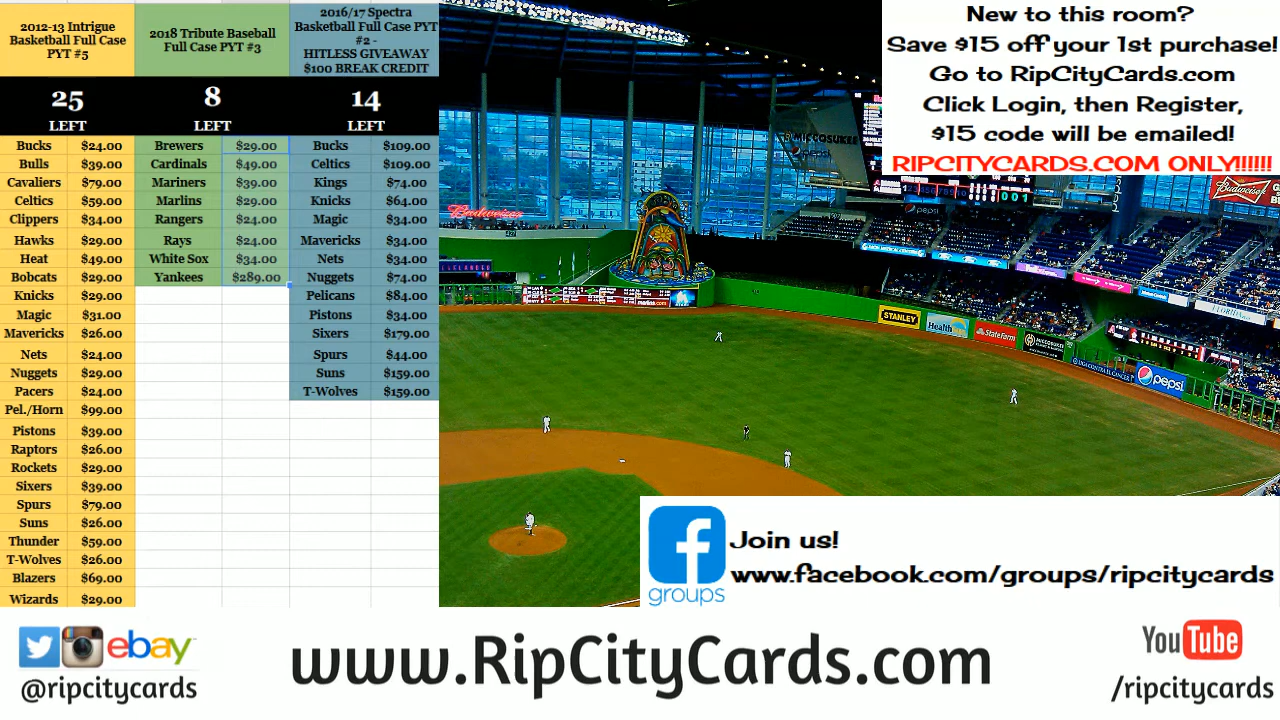 2012-13 Intrigue
Basketball Full Case
PYT #5
25
LEFT
Bucks $24.00
Bulls $39.00
Cavaliers $79.00
Celtics $59.00
Clippers $34.00
Hawks $29.00
Heat $49.00
Bobcats $29.00
Knicks $29.00
Magic $31.00
Mavericks $26.00
Nets $24.00
Nuggets $29.00
Pacers $24.00
Pel./Horn $99.00
Pistons $39.00
Raptors $26.00
Rockets $29.00
Sixers $39.00
Spurs $79.00
Suns $26.00
Thunder $59.00
T-Wolves $26.00
Blazers $69.00
Wizards $29.00
2018 Tribute Baseball
Full Case PYT #3
8
LEFT
Brewers $29.00
Cardinals $49.00
Mariners $39.00
Marlins $29.00
Rangers $24.00
Rays $24.00
White Sox $34.00
Yankees $289.00
2016/17 Spectra
Basketball Full Case PYT
#2 -
HITLESS GIVEAWAY
$100 BREAK CREDIT
14
LEFT
Bucks $109.00
Celtics $109.00
Kings $74.00
Knicks $64.00
Magic $34.00
Mavericks $34.00
Nets $34.00
Nuggets $74.00
Pelicans $84.00
Pistons $34.00
Sixers $179.00
Spurs $44.00
Suns $159.00
T-Wolves $159.00
New to this room?
Save $15 off your 1st purchase!
Go to RipCityCards.com
Click Login, then Register,
$15 code will be emailed!
RIPCITYCARDS.COM ONLY!!!!!!
MICCOSUKEE
pepsi
Budweiser
Budweiser
001
pepsi
pepsi
CLEVELAND
STANLEY
Health
State Farm
MICCOSUKEE
pepsi
f
groups
Join us!
www.facebook.com/groups/ripcitycards
ebay
@ripcitycards
www.RipCityCards.com
YouTube
/ripcitycards